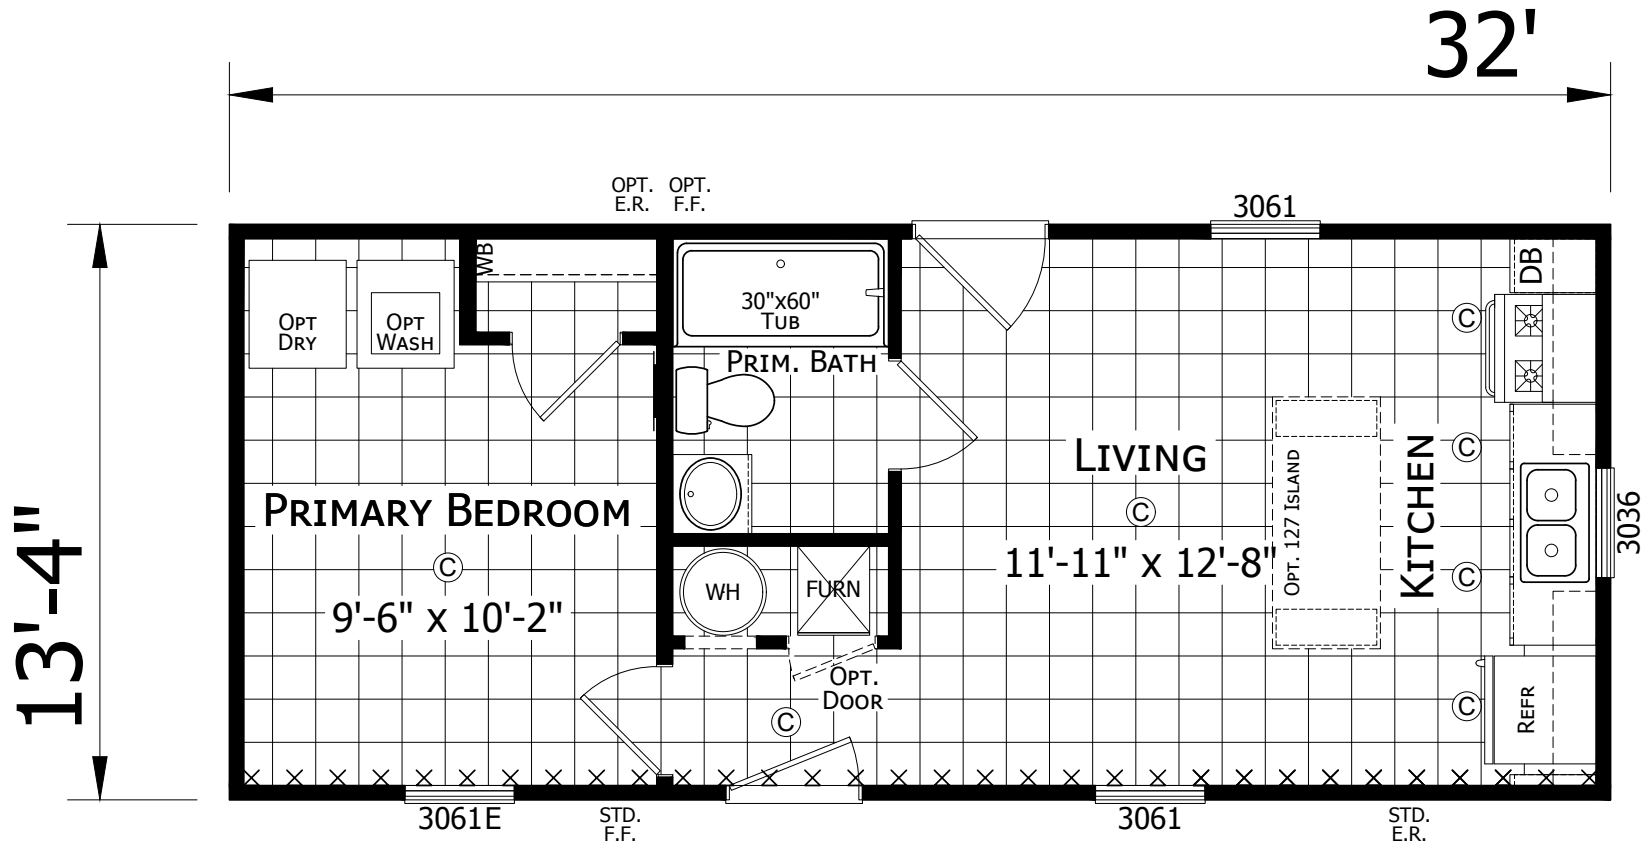 32'
OPT. OPT.
E.R. F.F.
3061
13'-4"
WB
DB
OPT
DRY
OPT
WASH
30"x60"
TUB
PRIM. BATH
C
C
LIVING
C
PRIMARY BEDROOM
C
9'-6" x 10'-2"
11'-11" x 12'-8"
OPT. 127 ISLAND
KITCHEN
C
3036
WH
FURN
OPT.
DOOR
C
C
REFR
3061E
STD.
F.F.
3061
STD.
E.R.